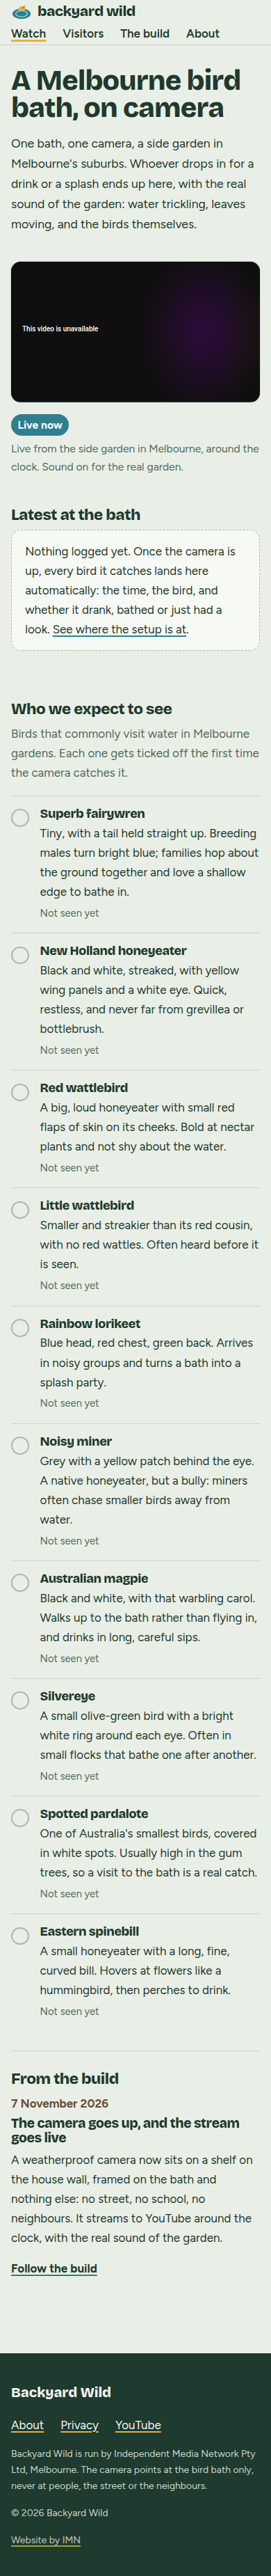 backyard wild
Watch Visitors The build About
A Melbourne bird
bath, on camera
One bath, one camera, a side garden in
Melbourne's suburbs. Whoever drops in for a
drink or a splash ends up here, with the real
sound of the garden: water trickling, leaves
moving, and the birds themselves.
This video is unavailable
Live now
Live from the side garden in Melbourne, around the
clock. Sound on for the real garden.
Latest at the bath
Nothing logged yet. Once the camera is
up, every bird it catches lands here
automatically: the time, the bird, and
whether it drank, bathed or just had a
look. See where the setup is at.
Who we expect to see
Birds that commonly visit water in Melbourne
gardens. Each one gets ticked off the first time
the camera catches it.
Superb fairywren
Tiny, with a tail held straight up. Breeding
males turn bright blue; families hop about
the ground together and love a shallow
edge to bathe in.
Not seen yet
New Holland honeyeater
Black and white, streaked, with yellow
wing panels and a white eye. Quick,
restless, and never far from grevillea or
bottlebrush.
Not seen yet
Red wattlebird
A big, loud honeyeater with small red
flaps of skin on its cheeks. Bold at nectar
plants and not shy about the water.
Not seen yet
Little wattlebird
Smaller and streakier than its red cousin,
with no red wattles. Often heard before it
is seen.
Not seen yet
Rainbow lorikeet
Blue head, red chest, green back. Arrives
in noisy groups and turns a bath into a
splash party.
Not seen yet
Noisy miner
Grey with a yellow patch behind the eye.
A native honeyeater, but a bully: miners
often chase smaller birds away from
water.
Not seen yet
Australian magpie
Black and white, with that warbling carol.
Walks up to the bath rather than flying in,
and drinks in long, careful sips.
Not seen yet
Silvereye
A small olive-green bird with a bright
white ring around each eye. Often in
small flocks that bathe one after another.
Not seen yet
Spotted pardalote
One of Australia's smallest birds, covered
in white spots. Usually high in the gum
trees, so a visit to the bath is a real catch.
Not seen yet
Eastern spinebill
A small honeyeater with a long, fine,
curved bill. Hovers at flowers like a
hummingbird, then perches to drink.
Not seen yet
From the build
7 November 2026
The camera goes up, and the stream
goes live
A weatherproof camera now sits on a shelf on
the house wall, framed on the bath and
nothing else: no street, no school, no
neighbours. It streams to YouTube around the
clock, with the real sound of the garden.
Follow the build
Backyard Wild
About Privacy YouTube
Backyard Wild is run by Independent Media Network Pty
Ltd, Melbourne. The camera points at the bird bath only,
never at people, the street or the neighbours.
© 2026 Backyard Wild
Website by IMN